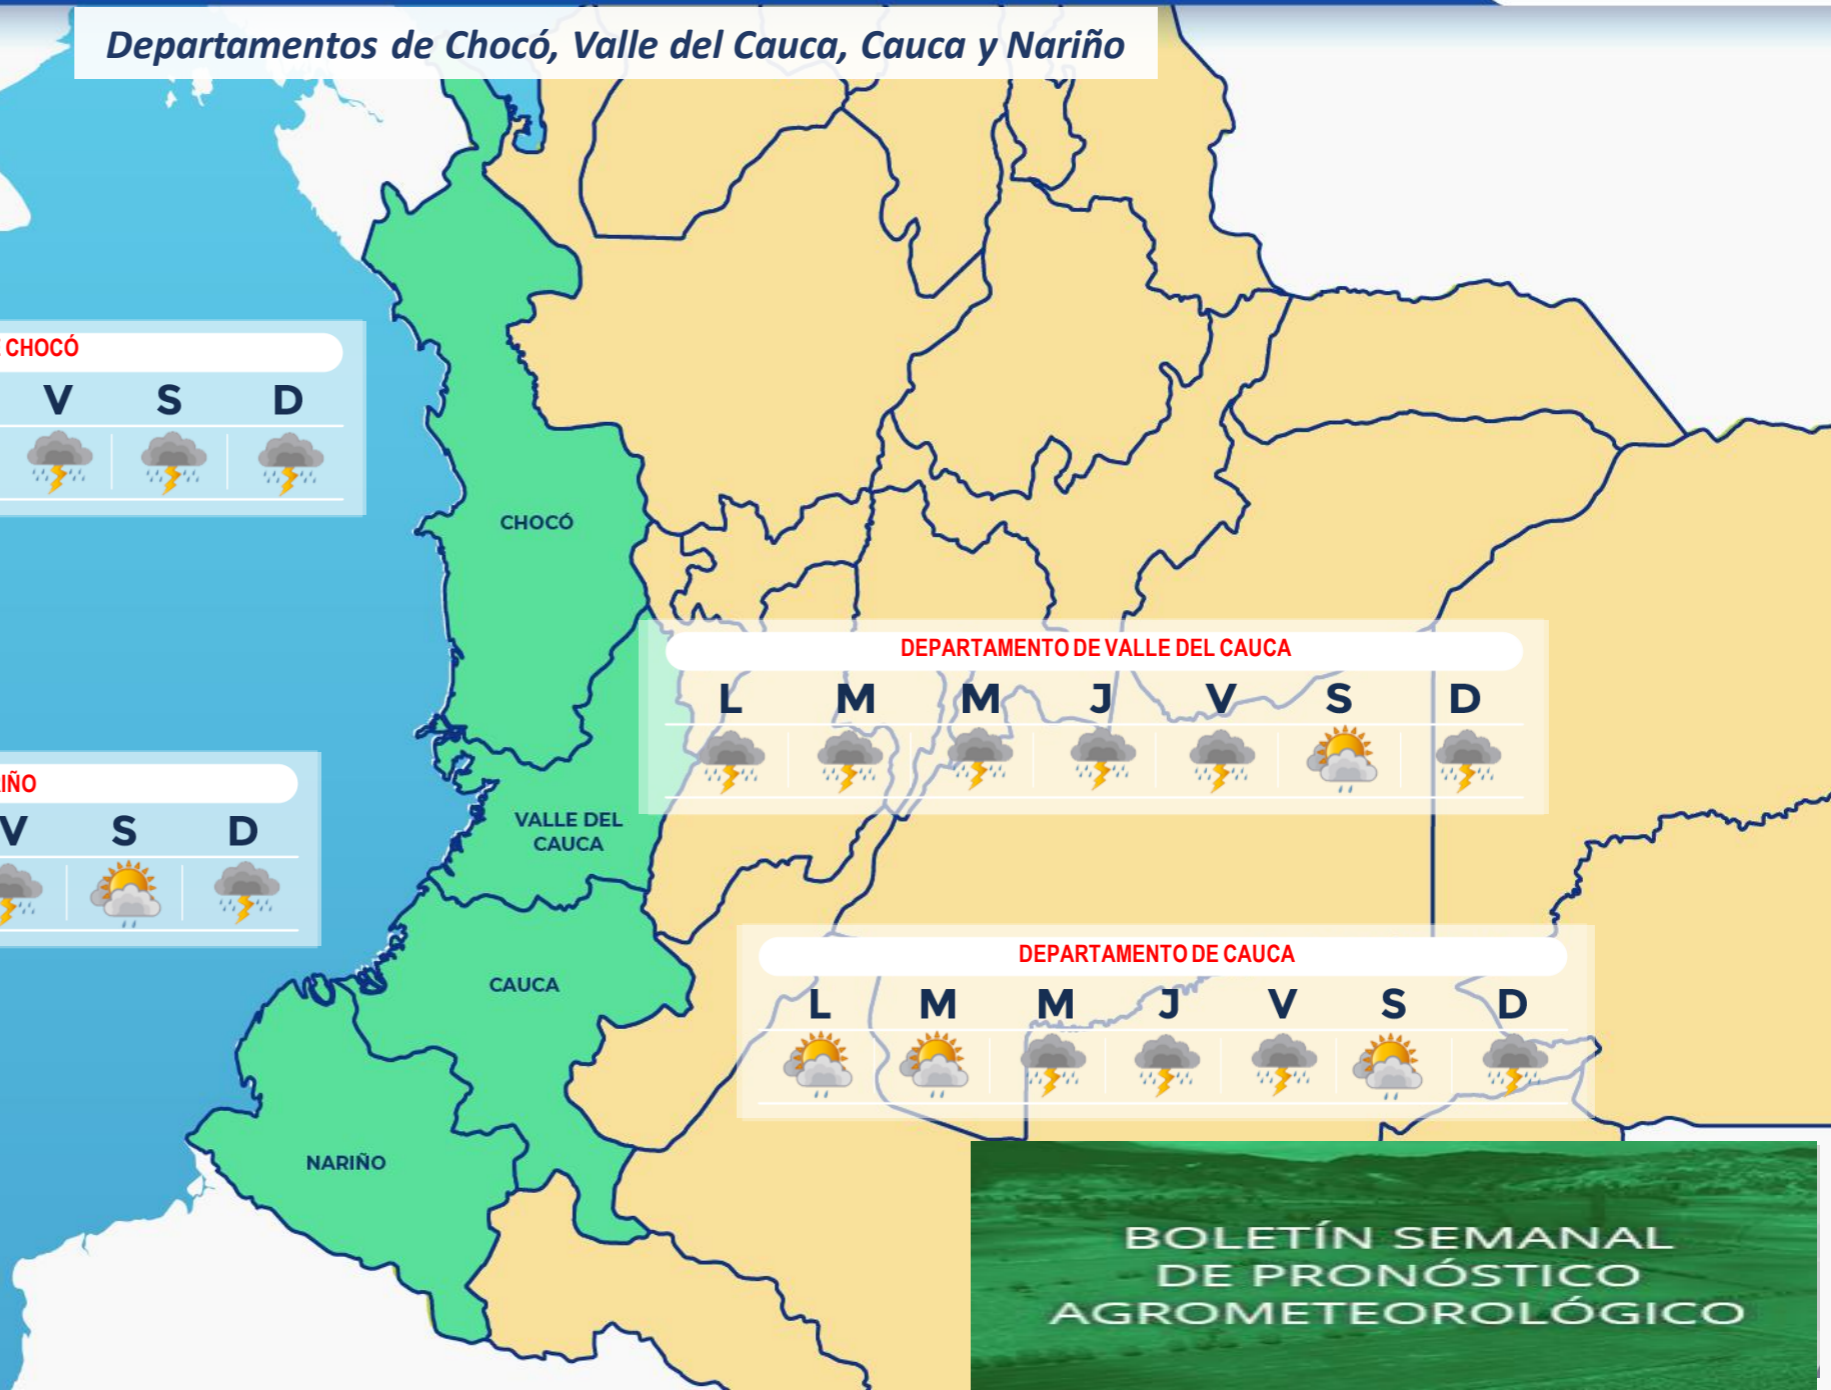 Departamentos de Chocó, Valle del Cauca, Cauca y Nariño
CHOCÓ
V S D
CHOCÓ
DEPARTAMENTO DE VALLE DEL CAUCA
L M M J V S D
V S D
VALLE DEL
CAUCA
DEPARTAMENTO DE CAUCA
L M M J V S D
CAUCA
NARIÑO
BOLETÍN SEMANAL
DE PRONÓSTICO
AGROMETEOROLÓGICO